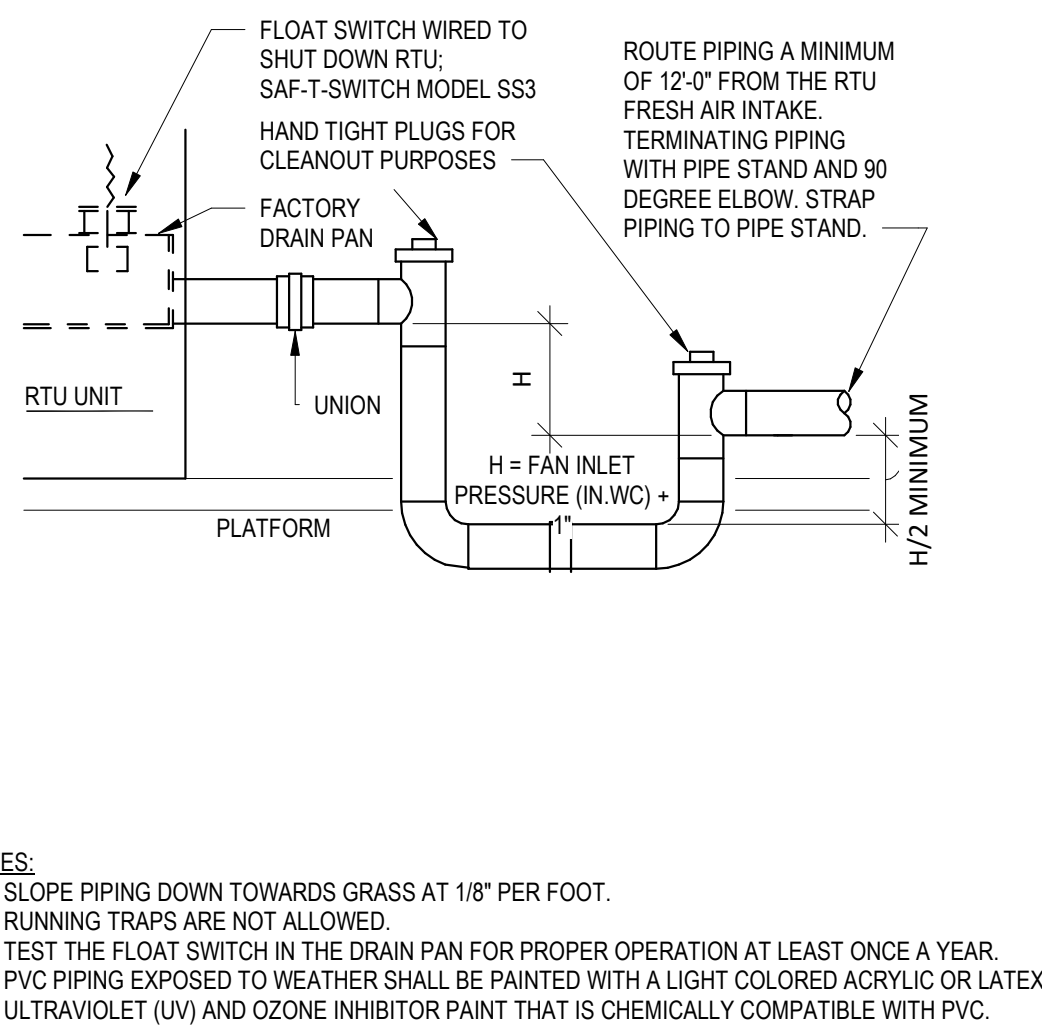 FLOAT SWITCH WIRED TO
SHUT DOWN RTU;
SAF-T-SWITCH MODEL SS3
HAND TIGHT PLUGS FOR
CLEANOUT PURPOSES
FACTORY
DRAIN PAN
ROUTE PIPING A MINIMUM
OF 12'-0" FROM THE RTU
FRESH AIR INTAKE.
TERMINATING PIPING
WITH PIPE STAND AND 90
DEGREE ELBOW. STRAP
PIPING TO PIPE STAND.
RTU UNIT
UNION
H
H = FAN INLET
PRESSURE (IN.WC) +
1"
H/2 MINIMUM
PLATFORM
ES:
SLOPE PIPING DOWN TOWARDS GRASS AT 1/8" PER FOOT.
RUNNING TRAPS ARE NOT ALLOWED.
TEST THE FLOAT SWITCH IN THE DRAIN PAN FOR PROPER OPERATION AT LEAST ONCE A YEAR.
PVC PIPING EXPOSED TO WEATHER SHALL BE PAINTED WITH A LIGHT COLORED ACRYLIC OR LATEX
ULTRAVIOLET (UV) AND OZONE INHIBITOR PAINT THAT IS CHEMICALLY COMPATIBLE WITH PVC.